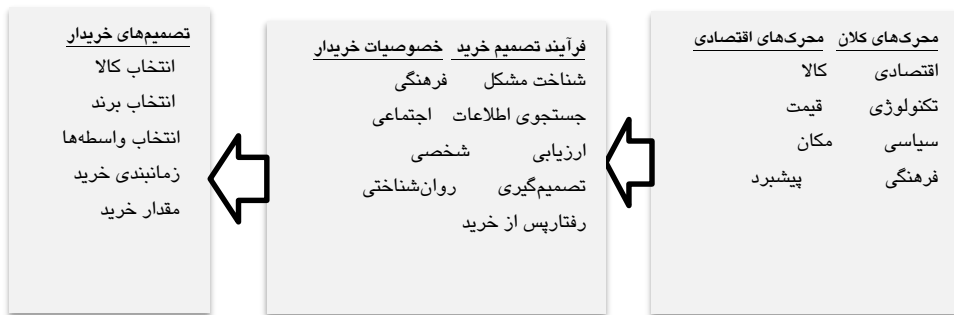 محرک‌های کلان محرک‌های اقتصادی
اقتصادی کالا
تکنولوژی قیمت
سیاسی مکان
فرهنگی پیشبرد
فرآیند تصمیم خرید خصوصیات خریدار
شناخت مشکل فرهنگی
جستجوی اطلاعات اجتماعی
ارزیابی شخصی
تصمیم‌گیری روان‌شناختی
رفتارپس از خرید
تصمیم‌های خریدار
انتخاب کالا
انتخاب برند
انتخاب واسطه‌ها
زمانبندی خرید
مقدار خرید